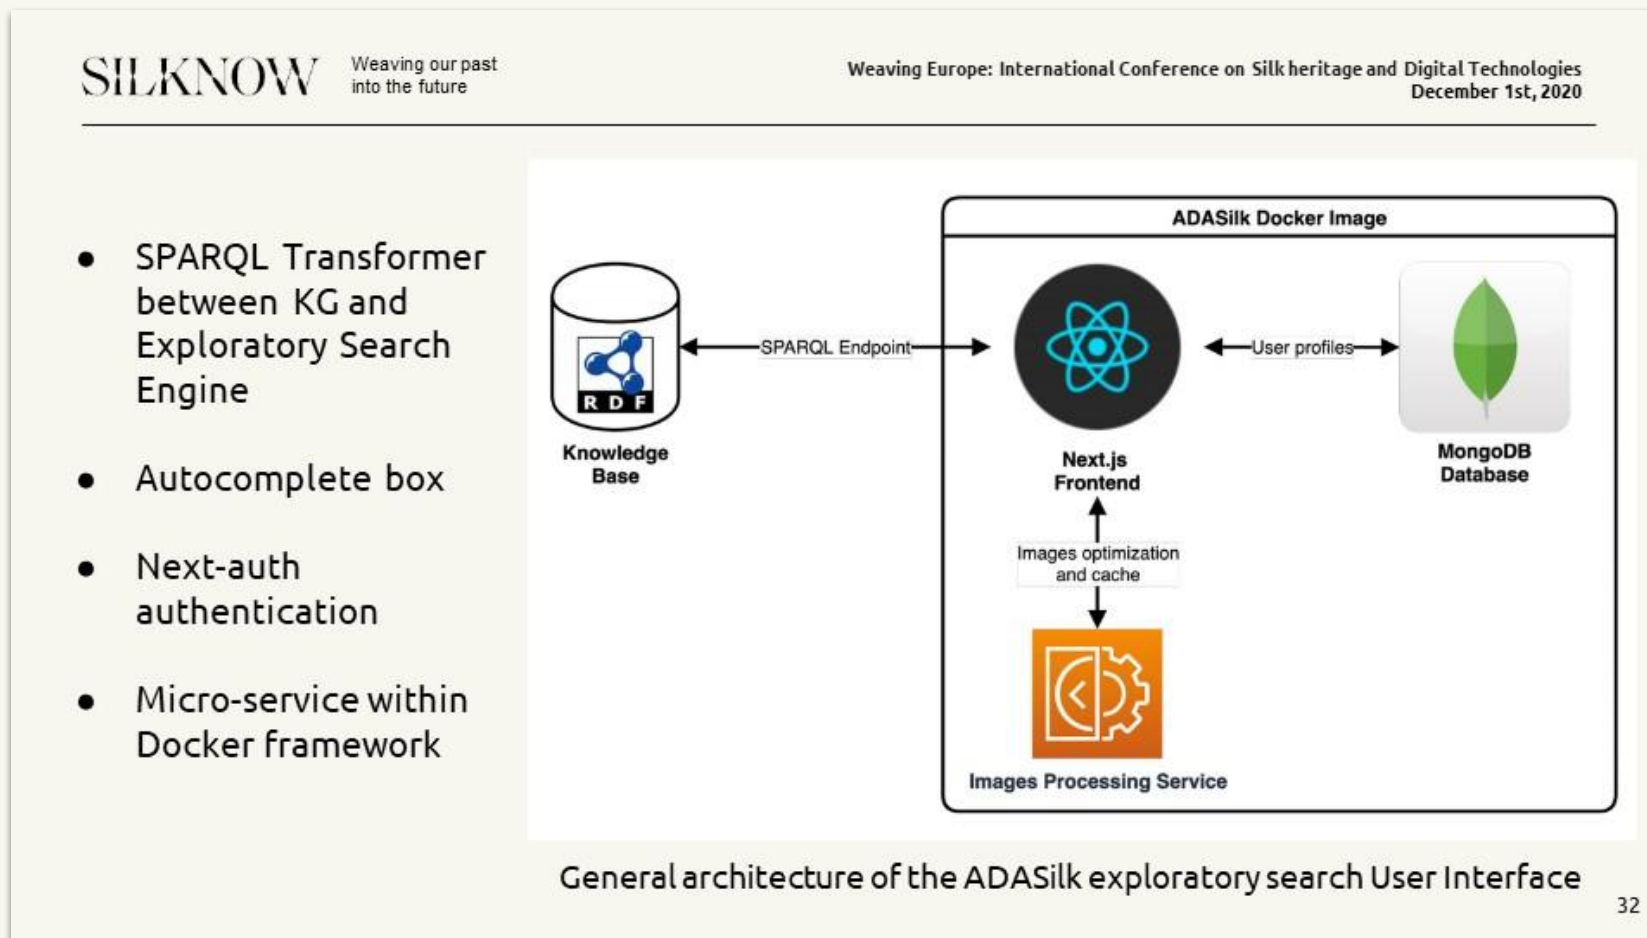 SILKNOW
Weaving our past
into the future
Weaving Europe: International Conference on Silk heritage and Digital Technologies
December 1st, 2020
● SPARQL Transformer
between KG and
Exploratory Search
Engine
● Autocomplete box
● Next-auth
authentication
● Micro-service within
Docker framework
ADASilk Docker Image
RDF
Knowledge
Base
SPARQL Endpoint
Next.js
Frontend
User profiles
MongoDB
Database
Images optimization
and cache
Images Processing Service
General architecture of the ADASilk exploratory search User Interface
32